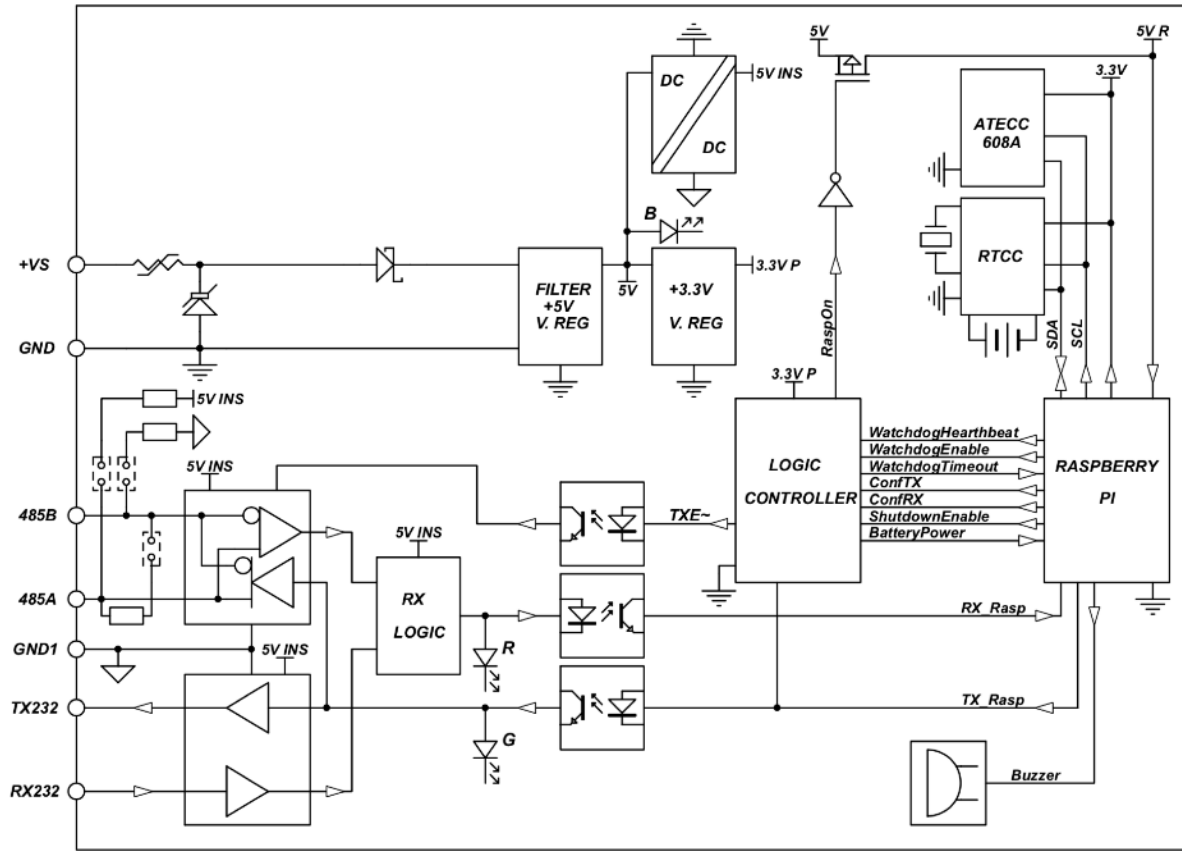 5V
5V R
DC
5V INS
DC
3.3V
ATECC
608A
B
RTCC
+VS
FILTER
+5V
V. REG
5V
+3.3V
V. REG
3.3V P
RaspOn
SDA
SCL
GND
3.3V P
5V INS
5V INS
LOGIC
CONTROLLER
WatchdogHearthbeat
WatchdogEnable
WatchdogTimeout
ConfTX
ConfRX
ShutdownEnable
BatteryPower
RASPBERRY
PI
485B
TXE~
5V INS
RX
LOGIC
485A
RX_Rasp
GND1
5V INS
R
TX232
TX_Rasp
G
RX232
Buzzer